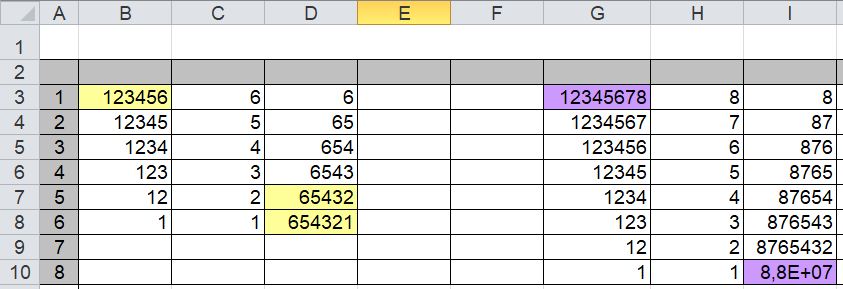 A B C D E F G H I
1
2
3 1 123456 6 6 12345678 8 8
4 2 12345 5 65 1234567 7 87
5 3 1234 4 654 123456 6 876
6 4 123 3 6543 12345 5 8765
7 5 12 2 65432 1234 4 87654
8 6 1 1 654321 123 3 876543
9 7 12 2 8765432
10 8 1 1 8,8E+07